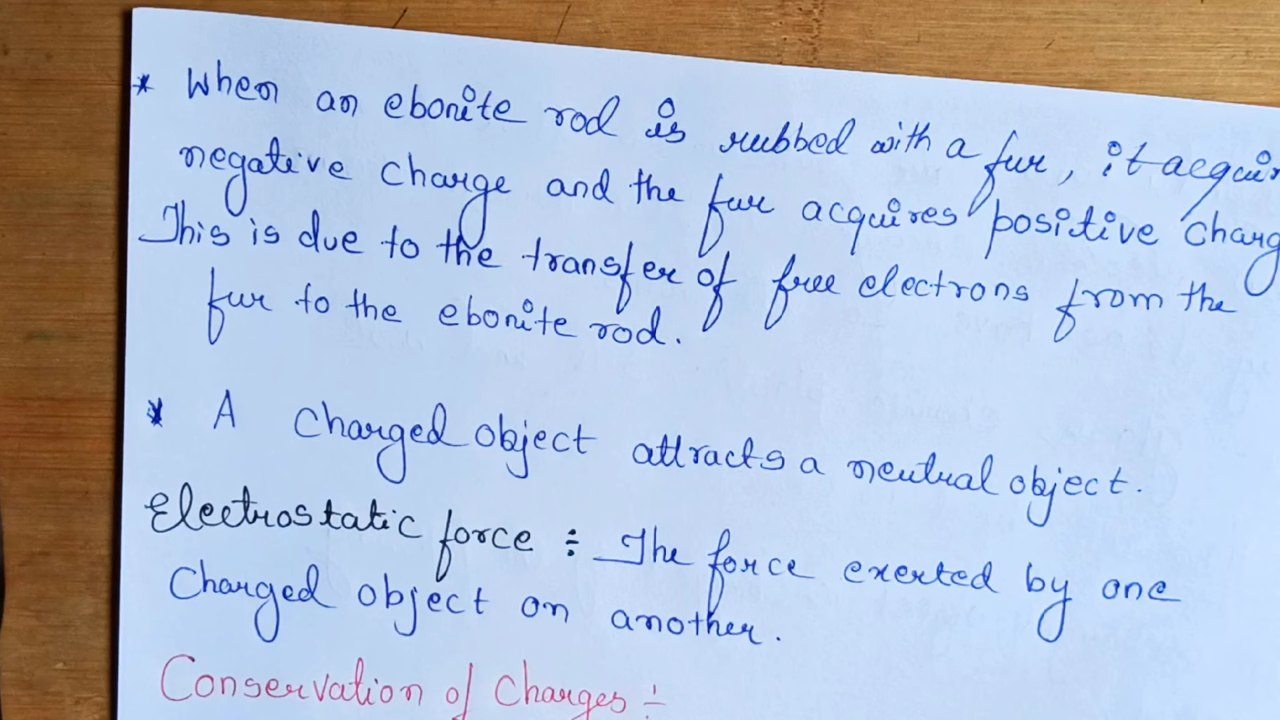 * When an ebonite rod is rubbed with a fur, it acquir
negative charge and the fur acquires positive charg
This is due to the transfer of free electrons from the
fur to the ebonite rod.
* A charged object attracts a neutral object.
Electrostatic force ÷ The force exerted by one
charged object on another.
Conservation of Charges ÷